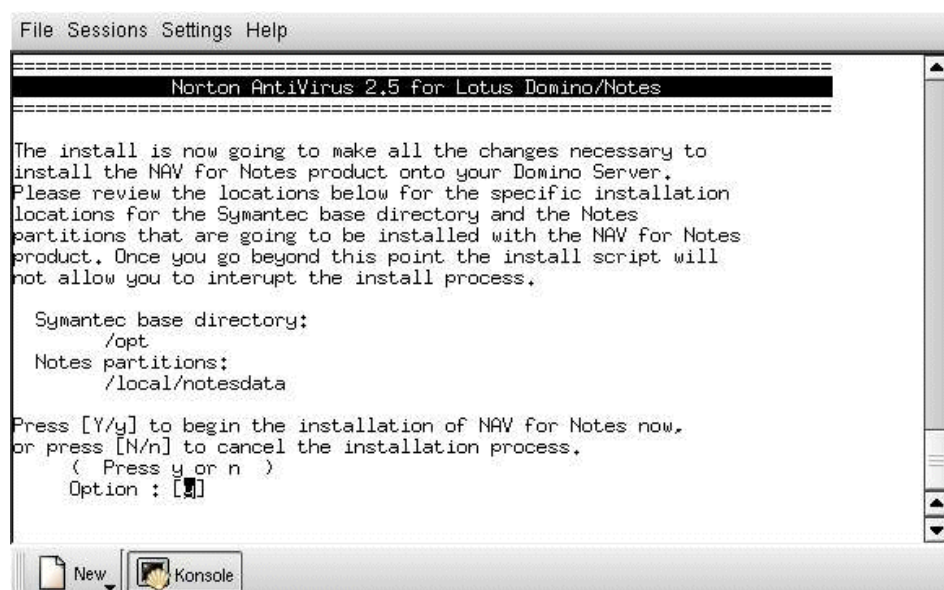 File Sessions Settings Help
================================================================================
Norton AntiVirus 2.5 for Lotus Domino/Notes
================================================================================
The install is now going to make all the changes necessary to
install the NAV for Notes product onto your Domino Server.
Please review the locations below for the specific installation
locations for the Symantec base directory and the Notes
partitions that are going to be installed with the NAV for Notes
product. Once you go beyond this point the install script will
not allow you to interupt the install process.
Symantec base directory:
/opt
Notes partitions:
/local/notesdata
Press [Y/y] to begin the installation of NAV for Notes now,
or press [N/n] to cancel the installation process.
( Press y or n )
Option : [y]
New Konsole